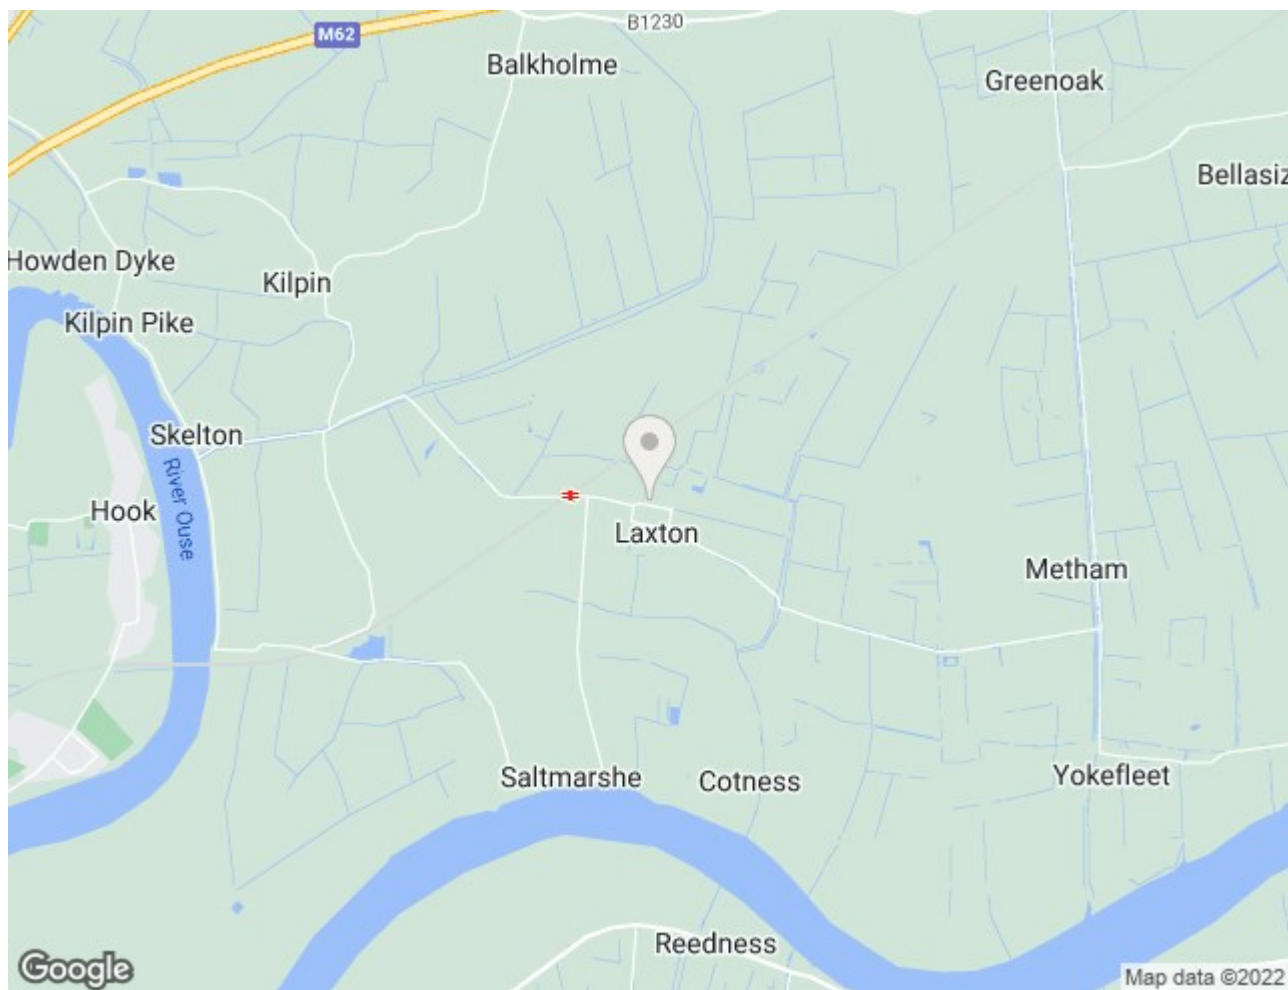 B1230
M62
Balkholme
Greenoak
Bellasiz
Howden Dyke
Kilpin
Kilpin Pike
Skelton
River Ouse
Hook
Laxton
Metham
Saltmarshe
Cotness
Yokefleet
Reedness
Google
Map data ©2022